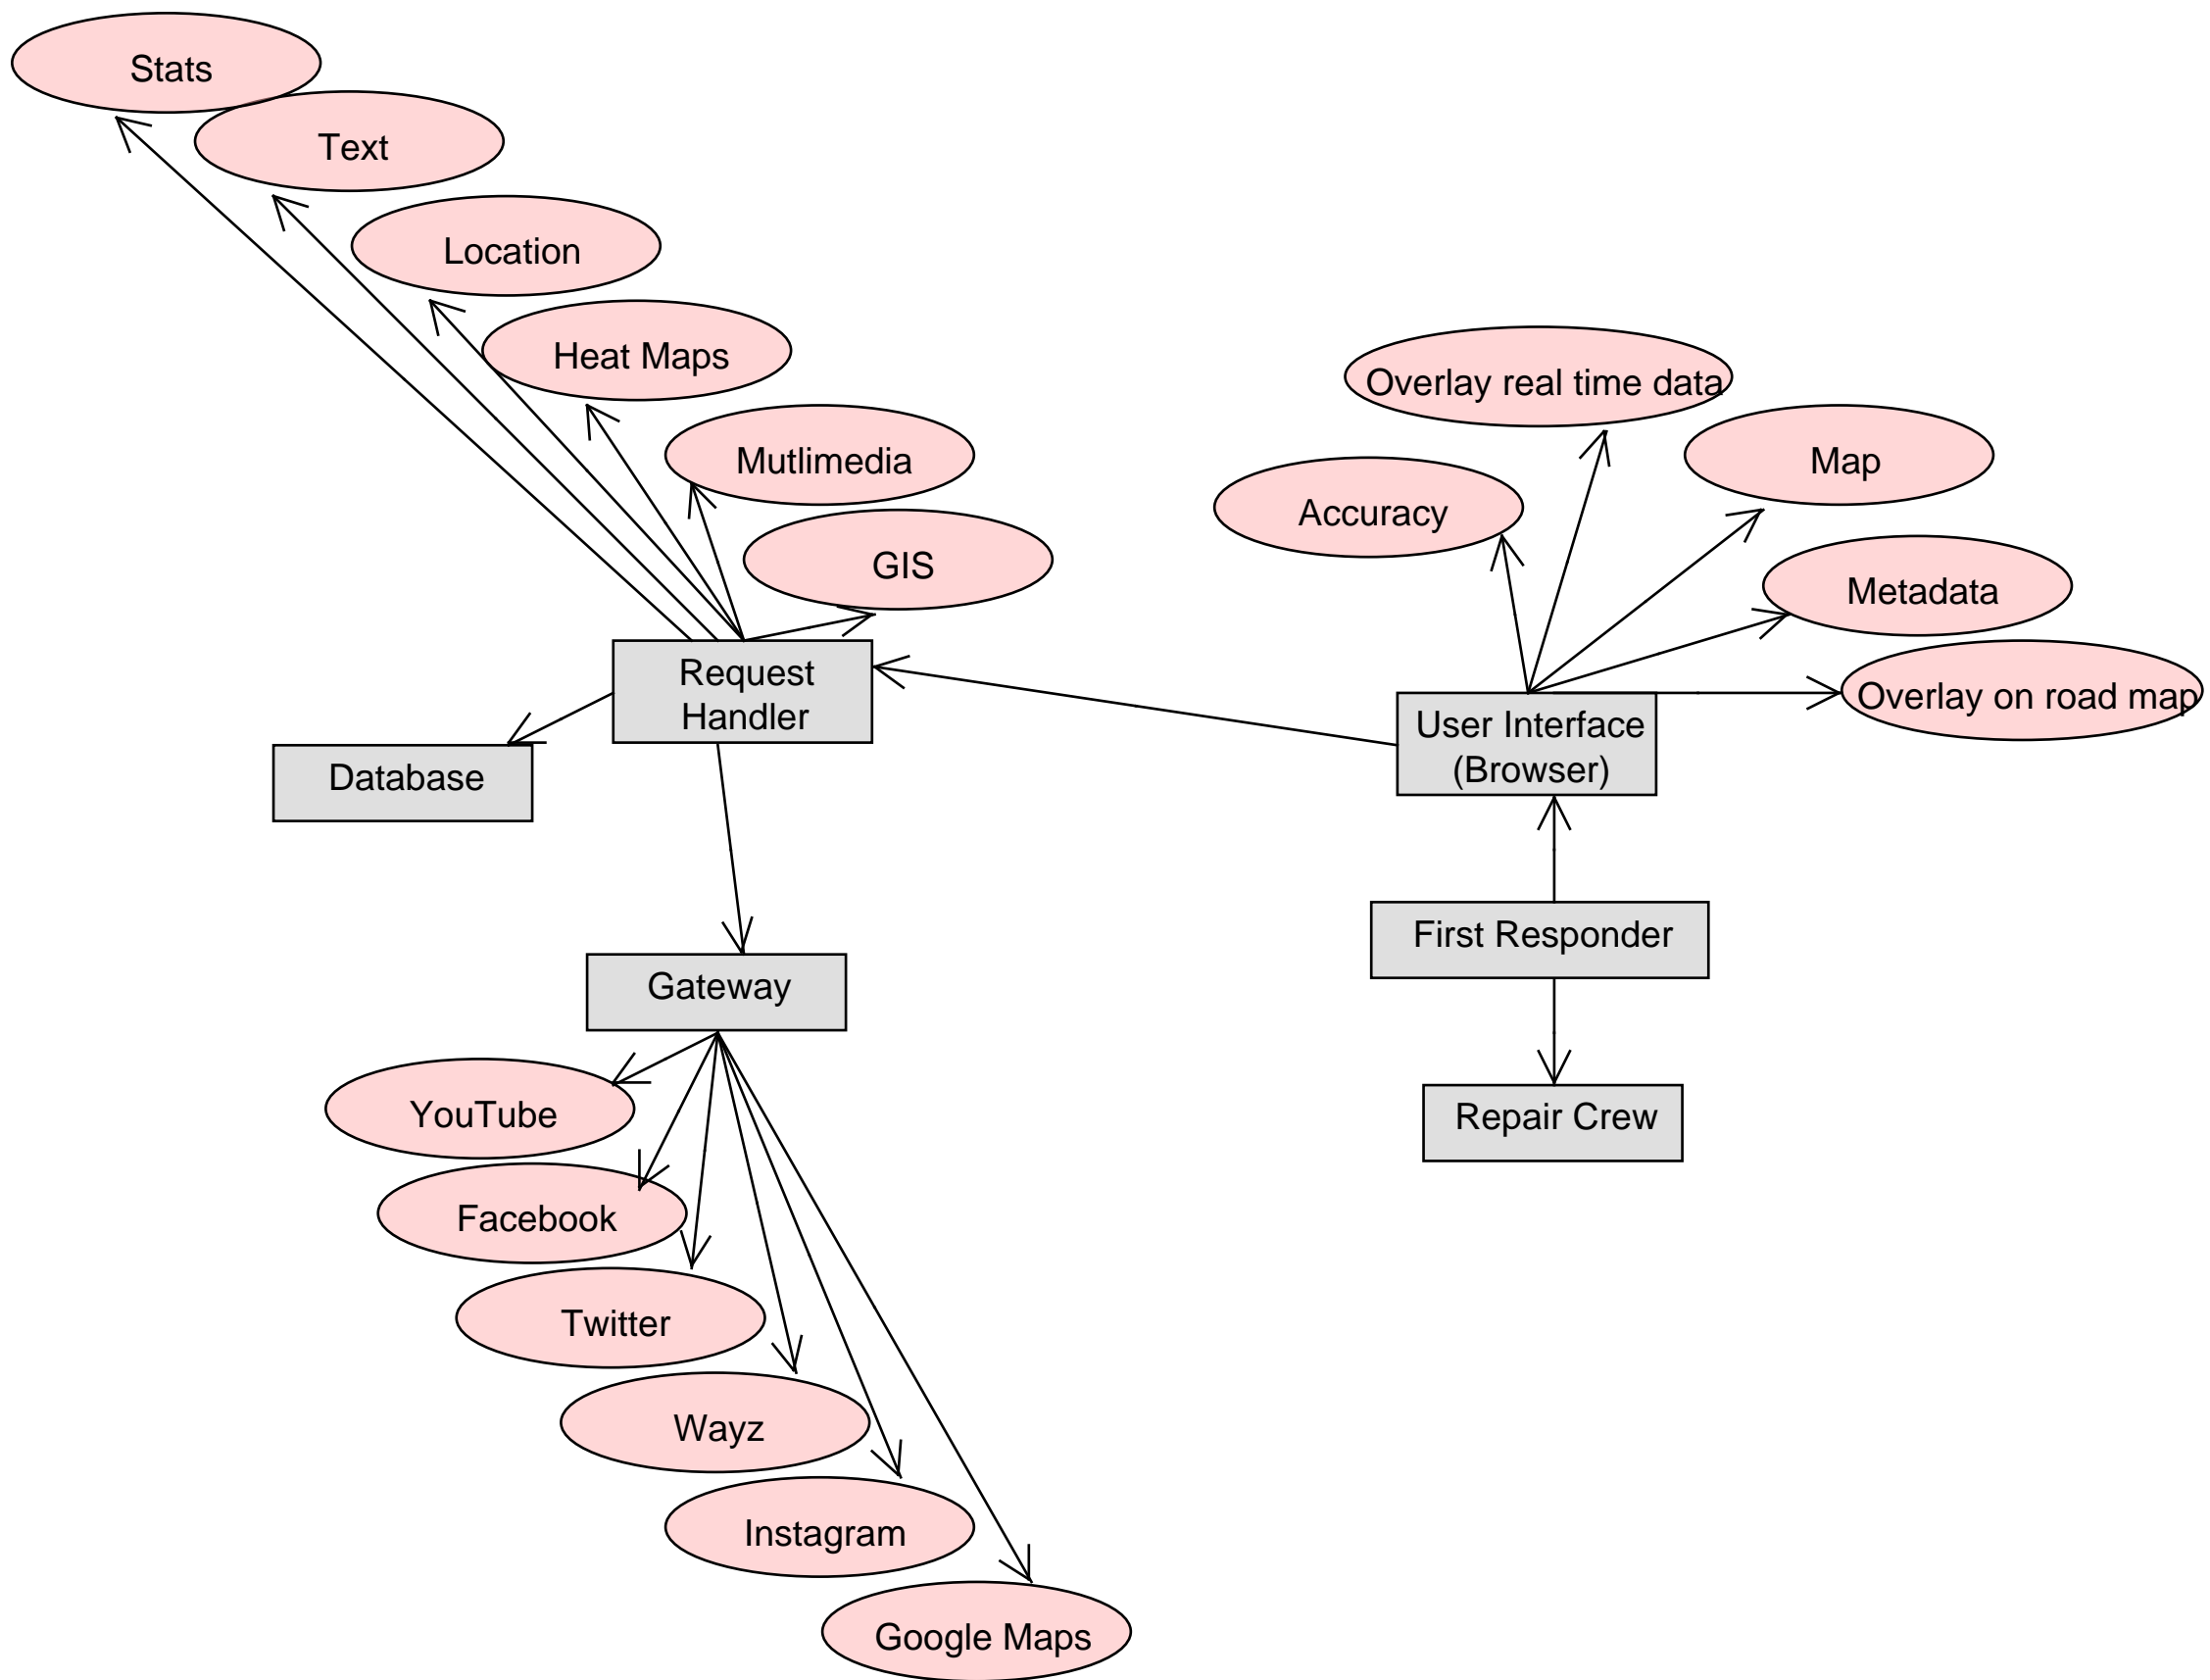 Stats
Text
Location
Heat Maps
Overlay real time data
Mutlimedia
Map
Accuracy
GIS
Metadata
Request
Handler
Overlay on road map
User Interface
(Browser)
Database
First Responder
Gateway
YouTube
Repair Crew
Facebook
Twitter
Wayz
Instagram
Google Maps